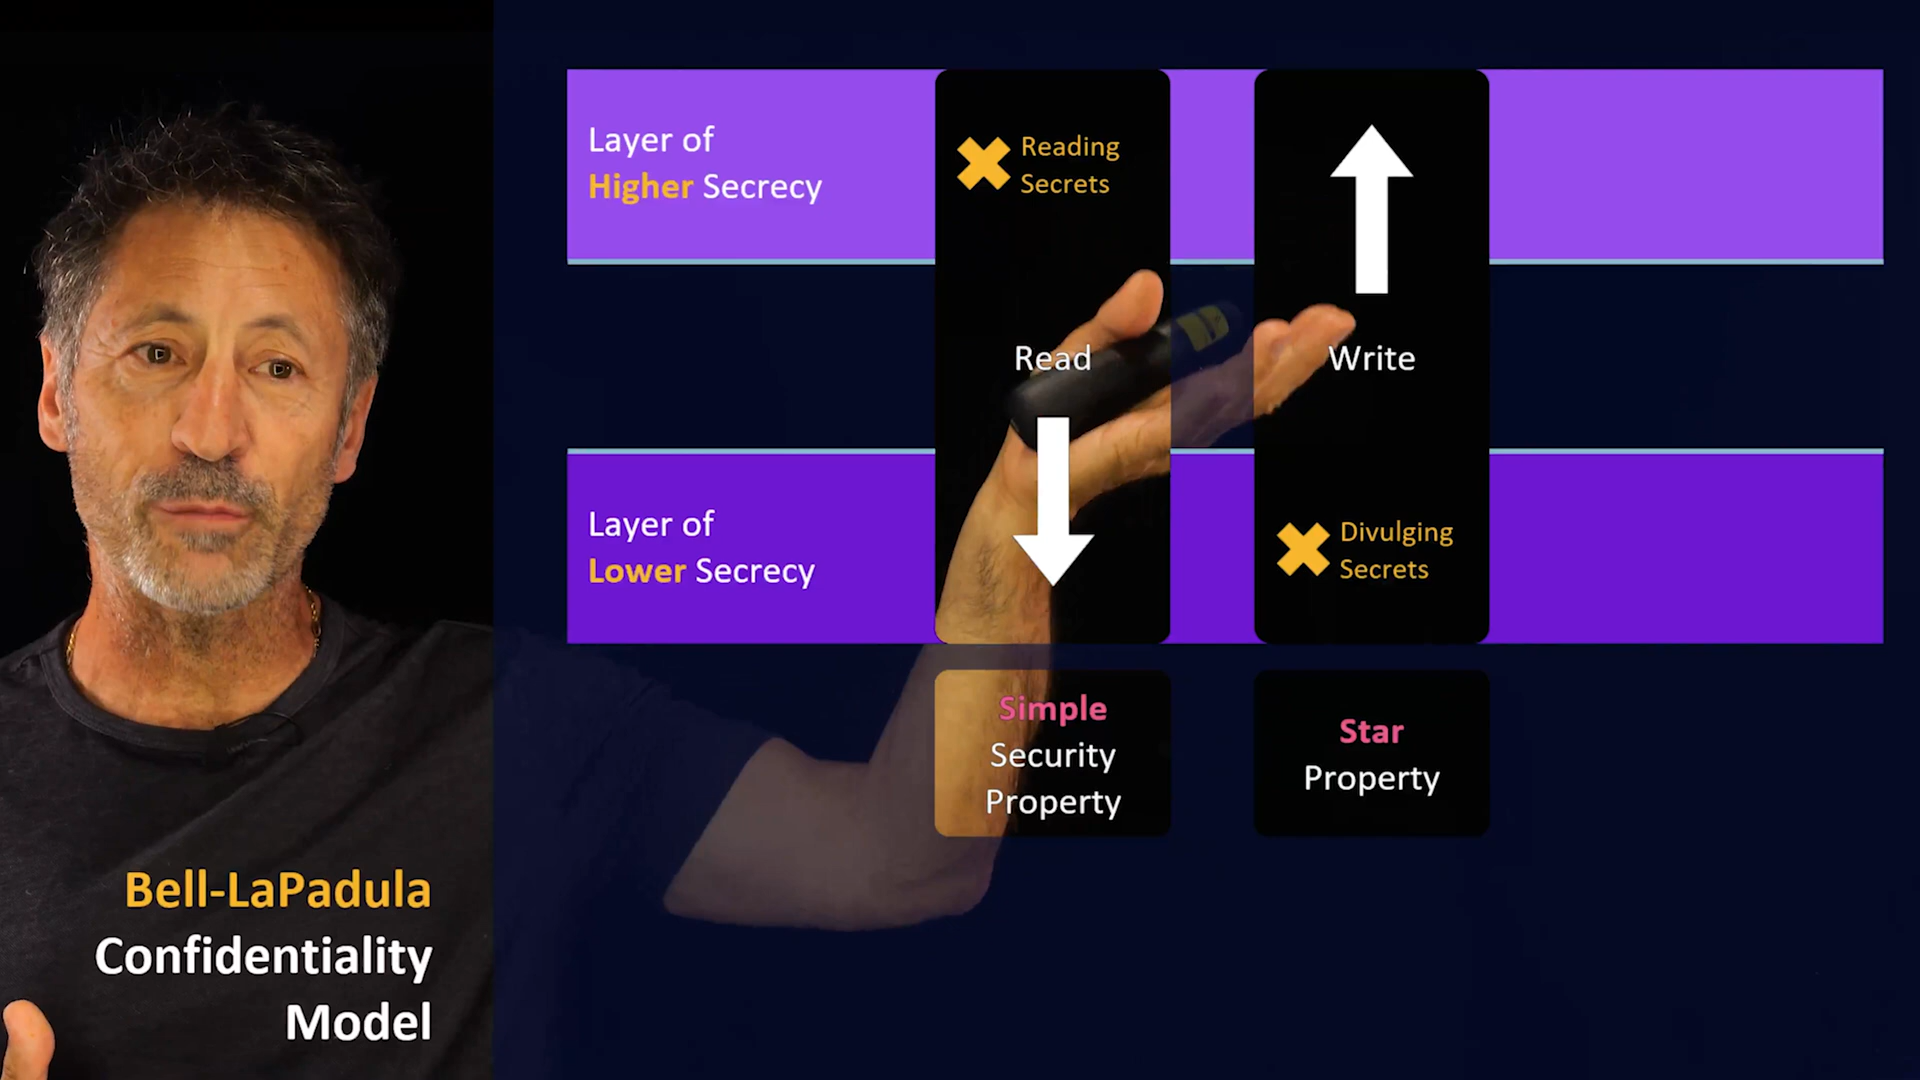 Layer of
Higher Secrecy
Reading
Secrets
Read
Write
Layer of
Lower Secrecy
Divulging
Secrets
Simple
Security
Property
Star
Property
Bell-LaPadula
Confidentiality
Model